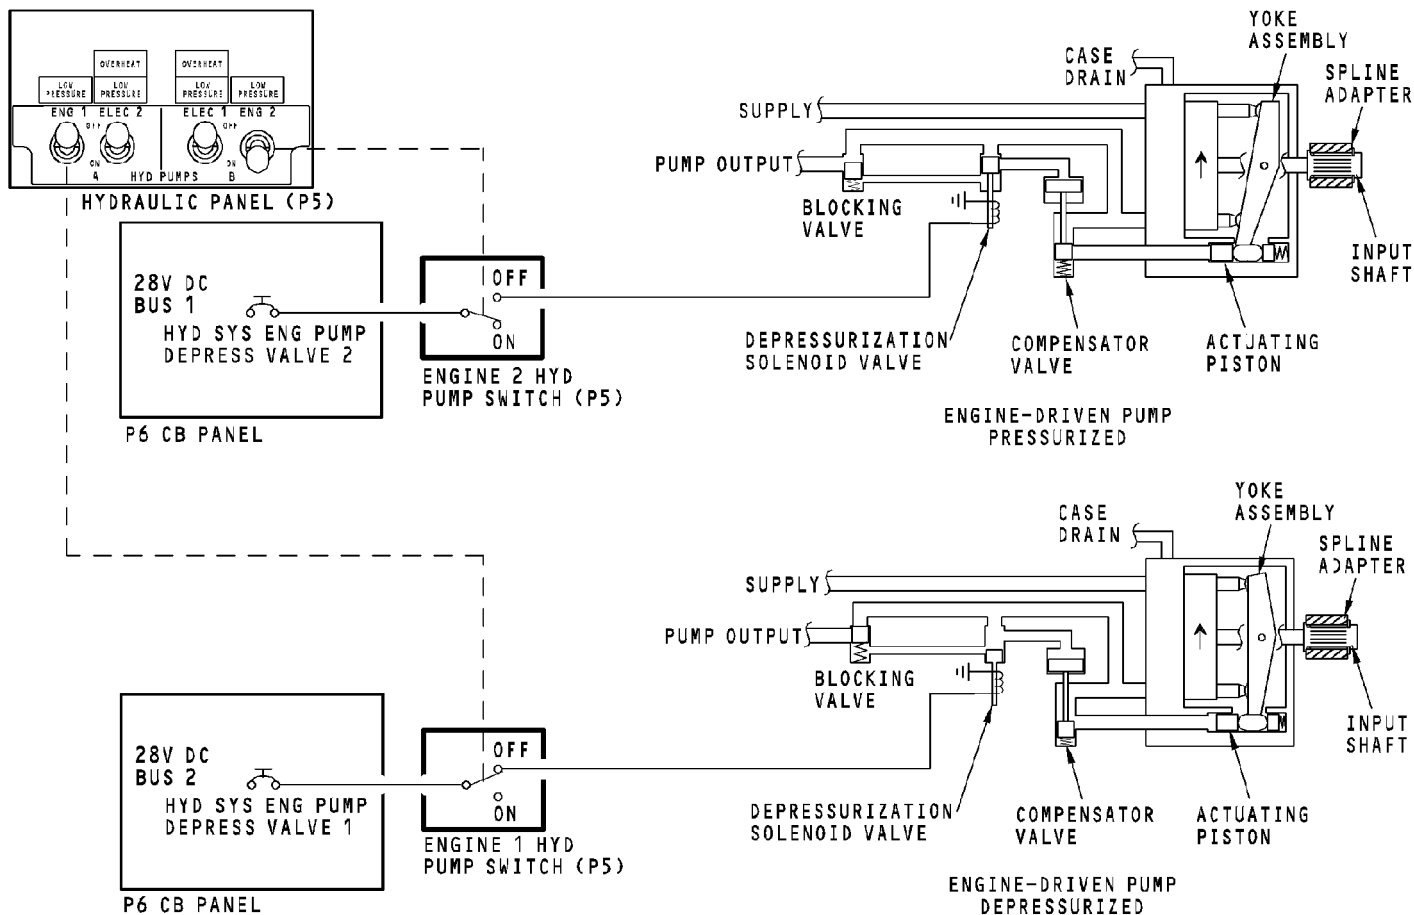 OVERHEAT
OVERHEAT
LOW
PRESSURE
LOW
PRESSURE
LOW
PRESSURE
LOW
PRESSURE
ENG 1
ELEC 2
ELEC 1
ENG 2
OFF
OFF
ON
ON
A
HYD PUMPS
B
HYDRAULIC PANEL (P5)
28V DC
BUS 1
HYD SYS ENG PUMP
DEPRESS VALVE 2
P6 CB PANEL
OFF
ON
ENGINE 2 HYD
PUMP SWITCH (P5)
CASE
DRAIN
SUPPLY
PUMP OUTPUT
BLOCKING
VALVE
YOKE
ASSEMBLY
SPLINE
ADAPTER
INPUT
SHAFT
DEPRESSURIZATION
SOLENOID VALVE
COMPENSATOR
VALVE
ACTUATING
PISTON
ENGINE-DRIVEN PUMP
PRESSURIZED
28V DC
BUS 2
HYD SYS ENG PUMP
DEPRESS VALVE 1
P6 CB PANEL
OFF
ON
ENGINE 1 HYD
PUMP SWITCH (P5)
CASE
DRAIN
SUPPLY
PUMP OUTPUT
BLOCKING
VALVE
YOKE
ASSEMBLY
SPLINE
ADAPTER
INPUT
SHAFT
DEPRESSURIZATION
SOLENOID VALVE
COMPENSATOR
VALVE
ACTUATING
PISTON
ENGINE-DRIVEN PUMP
DEPRESSURIZED